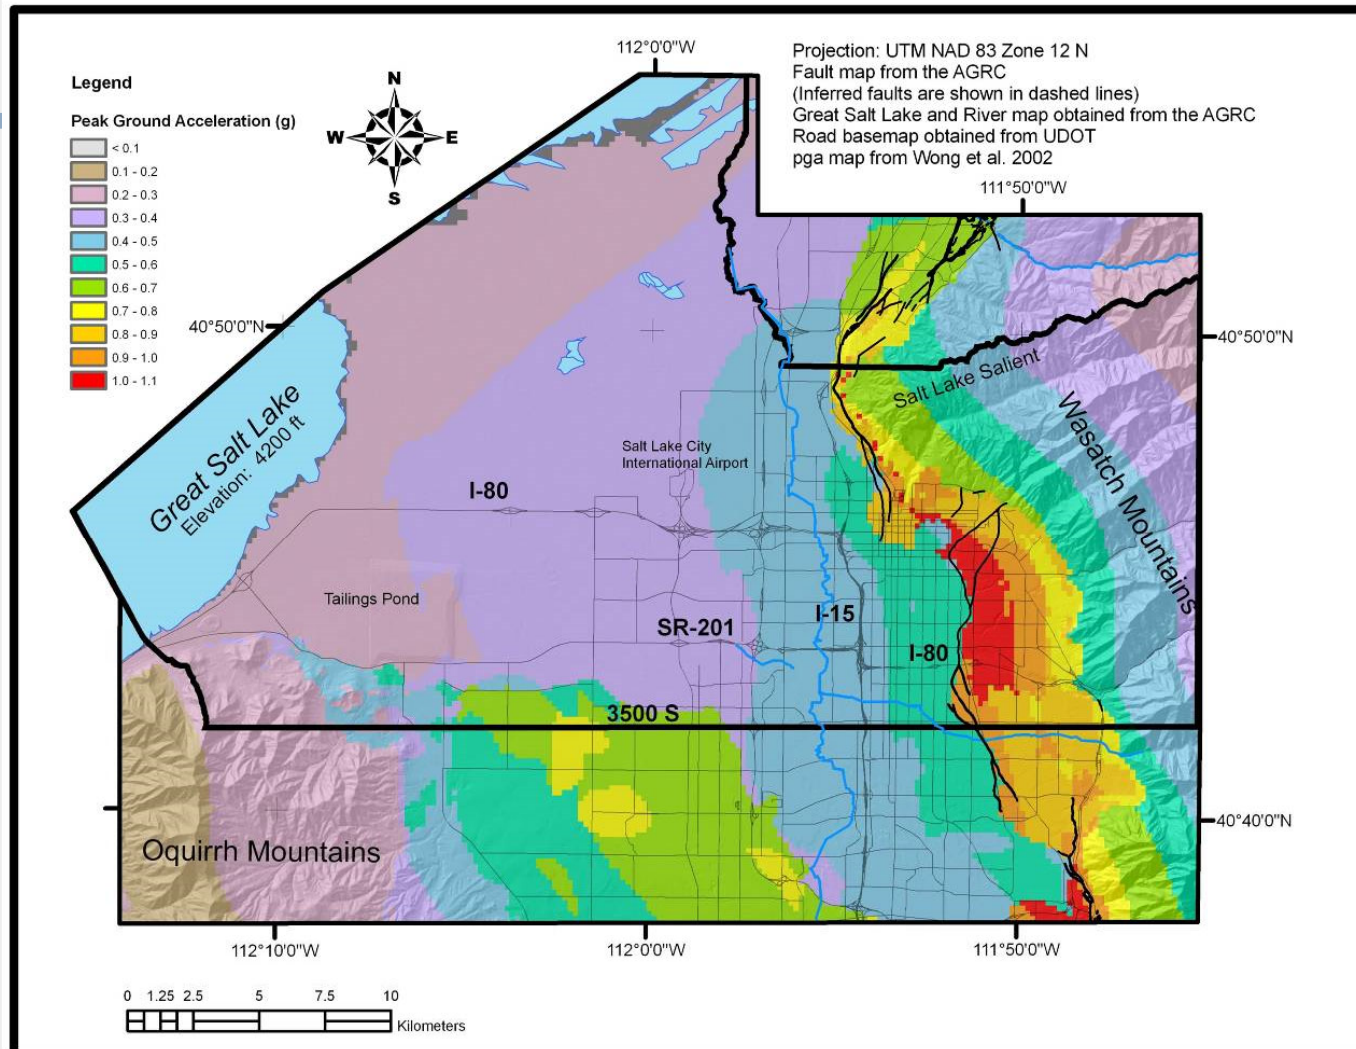 112°0'0"W
Projection: UTM NAD 83 Zone 12 N
Fault map from the AGRC
(Inferred faults are shown in dashed lines)
Great Salt Lake and River map obtained from the AGRC
Road basemap obtained from UDOT
pga map from Wong et al. 2002
Legend
Peak Ground Acceleration (g)
< 0.1
0.1 - 0.2
0.2 - 0.3
0.3 - 0.4
0.4 - 0.5
0.5 - 0.6
0.6 - 0.7
0.7 - 0.8
0.8 - 0.9
0.9 - 1.0
1.0 - 1.1
N
W E
S
111°50'0"W
40°50'0"N
40°50'0"N
Great Salt Lake
Elevation: 4200 ft
Salt Lake Salient
Wasatch Mountains
Salt Lake City
International Airport
I-80
Tailings Pond
SR-201
I-15
I-80
3500 S
Oquirrh Mountains
40°40'0"N
112°10'0"W
112°0'0"W
111°50'0"W
0 1.25 2.5 5 7.5 10
Kilometers